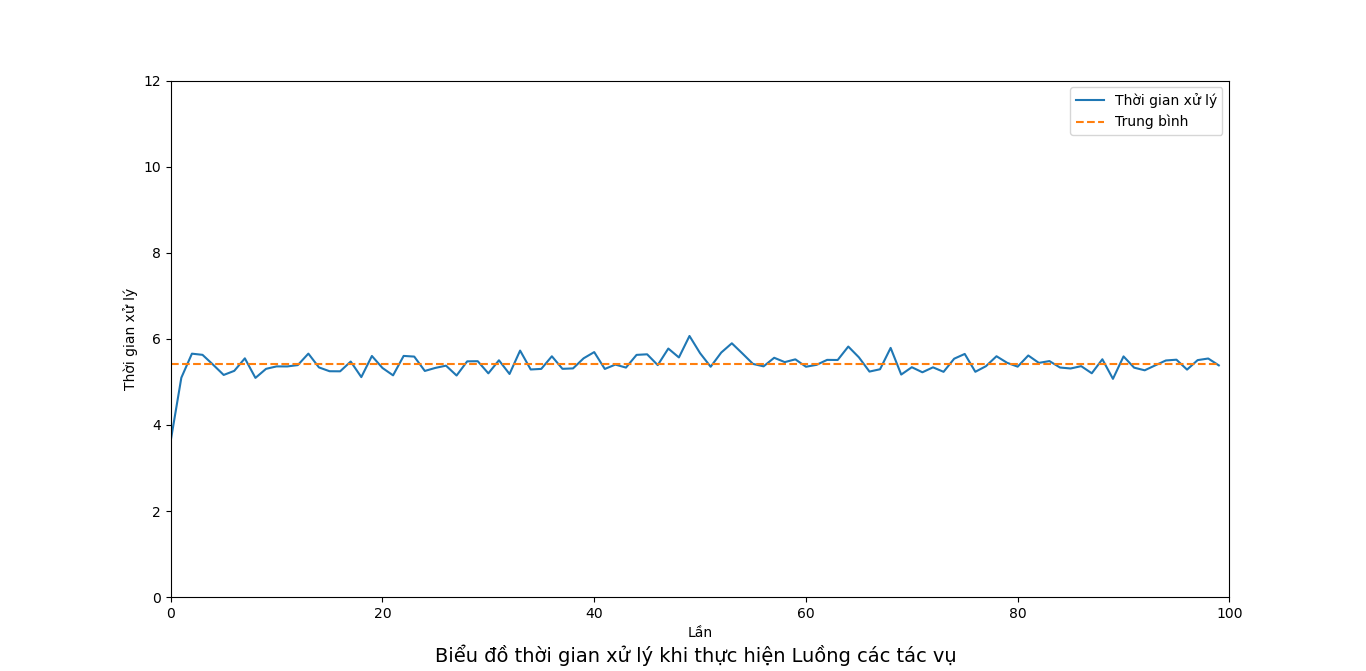 12
10
8
6
4
2
0
Thời gian xử lý
Thời gian xử lý
Trung bình
0 20 40 60 80 100
Lần
Biểu đồ thời gian xử lý khi thực hiện Luồng các tác vụ